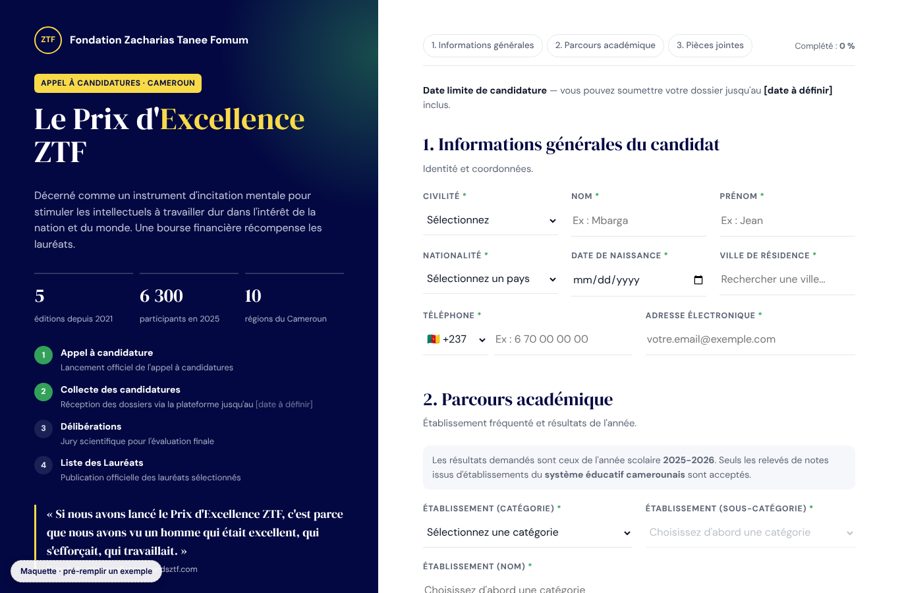 ZTF Fondation Zacharias Tanee Fomum
APPEL À CANDIDATURES · CAMEROUN
Le Prix d'Excellence
ZTF
Décerné comme un instrument d'incitation mentale pour
stimuler les intellectuels à travailler dur dans l'intérêt de la
nation et du monde. Une bourse financière récompense les
lauréats.
5
éditions depuis 2021
6 300
participants en 2025
10
régions du Cameroun
1 Appel à candidature
Lancement officiel de l'appel à candidatures
2 Collecte des candidatures
Réception des dossiers via la plateforme jusqu'au [date à définir]
3 Délibérations
Jury scientifique pour l'évaluation finale
4 Liste des Lauréats
Publication officielle des lauréats sélectionnés
« Si nous avons lancé le Prix d'Excellence ZTF, c'est parce
que nous avons vu un homme qui était excellent, qui
s'efforçait, qui travaillait. »
Maquette · pré-remplir un exemple
1. Informations générales 2. Parcours académique 3. Pièces jointes Complété : 0 %
Date limite de candidature — vous pouvez soumettre votre dossier jusqu'au [date à définir]
inclus.
1. Informations générales du candidat
Identité et coordonnées.
CIVILITÉ * NOM * PRÉNOM *
Sélectionnez Ex : Mbarga Ex : Jean
NATIONALITÉ * DATE DE NAISSANCE * VILLE DE RÉSIDENCE *
Sélectionnez un pays mm/dd/yyyy Rechercher une ville...
TÉLÉPHONE * ADRESSE ÉLECTRONIQUE *
+237 Ex : 6 70 00 00 00 votre.email@exemple.com
2. Parcours académique
Établissement fréquenté et résultats de l'année.
Les résultats demandés sont ceux de l'année scolaire 2025-2026. Seuls les relevés de notes
issus d'établissements du système éducatif camerounais sont acceptés.
ÉTABLISSEMENT (CATÉGORIE) * ÉTABLISSEMENT (SOUS-CATÉGORIE) *
Sélectionnez une catégorie Choisissez d'abord une catégorie
ÉTABLISSEMENT (NOM) *
Choisissez d'abord une catégorie